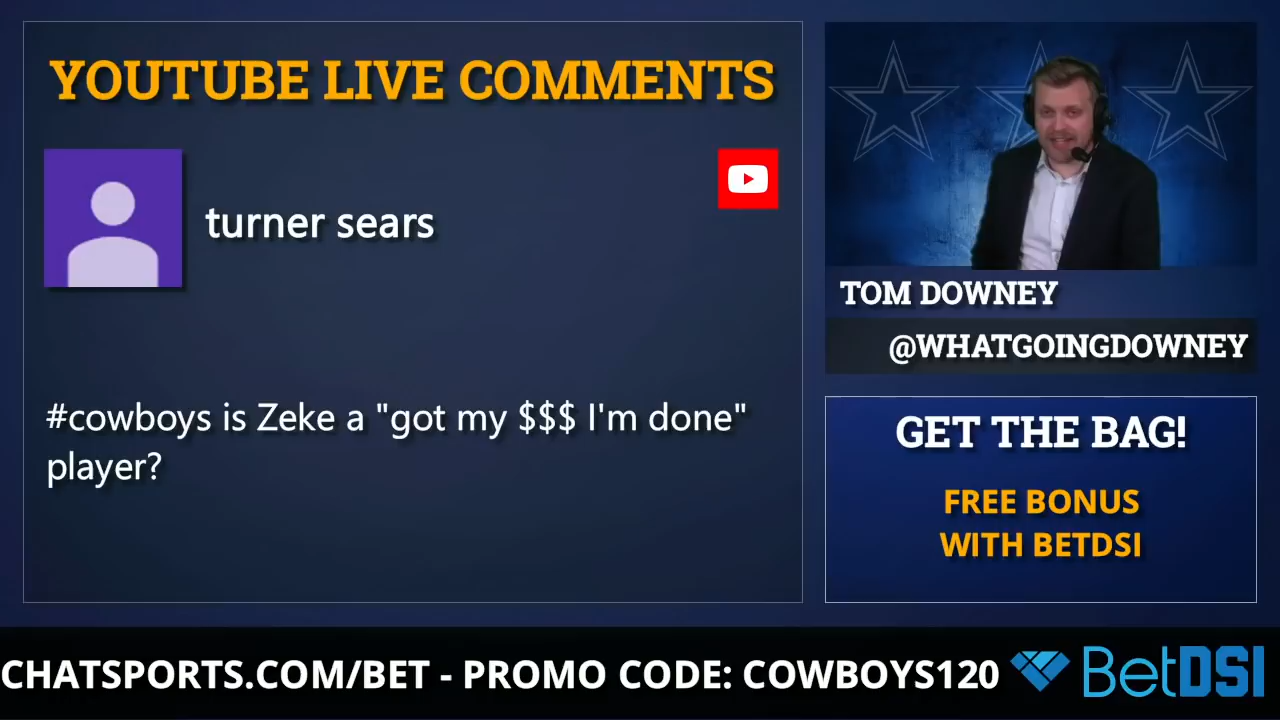 YOUTUBE LIVE COMMENTS
turner sears
#cowboys is Zeke a "got my $$$ I'm done"
player?
TOM DOWNEY
@WHATGOINGDOWNEY
GET THE BAG!
FREE BONUS
WITH BETDSI
CHATSPORTS.COM/BET - PROMO CODE: COWBOYS120 BetDSI